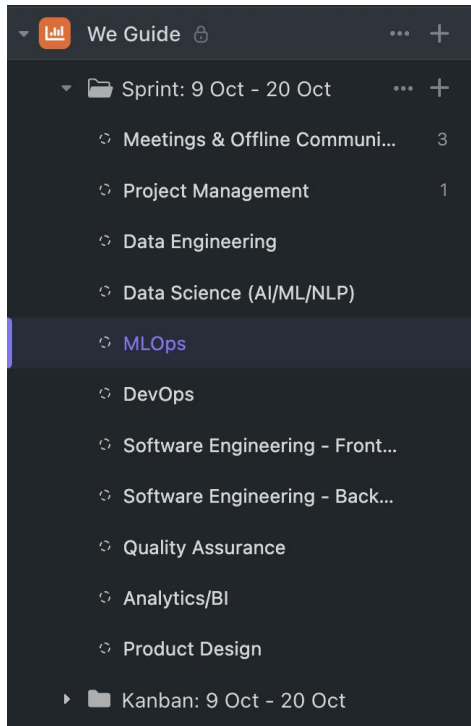 We Guide
Sprint: 9 Oct - 20 Oct
Meetings & Offline Communi... 3
Project Management 1
Data Engineering
Data Science (AI/ML/NLP)
MLOps
DevOps
Software Engineering - Front...
Software Engineering - Back...
Quality Assurance
Analytics/BI
Product Design
Kanban: 9 Oct - 20 Oct